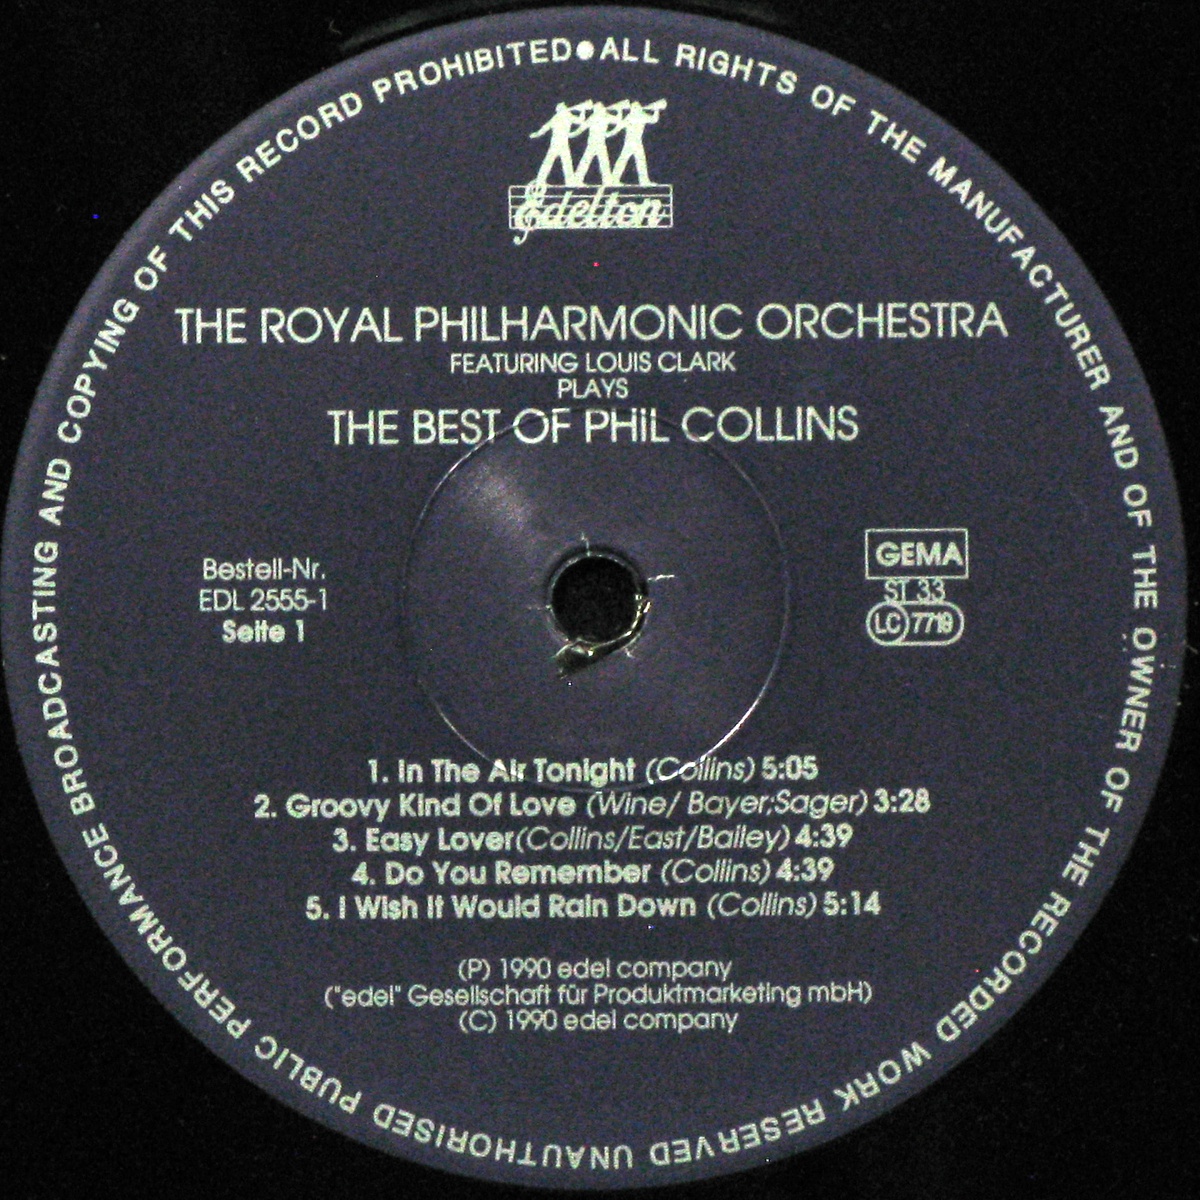 ALL RIGHTS OF THE MANUFACTURER AND OF THE OWNER OF THE RECORDED WORK RESERVED UNAUTHORISED PUBLIC PERFORMANCE BROADCASTING AND COPYING OF THIS RECORD PROHIBITED●
Edelton
THE ROYAL PHILHARMONIC ORCHESTRA
FEATURING LOUIS CLARK
PLAYS
THE BEST OF PHIL COLLINS
Bestell-Nr.
EDL 2555-1
Seite 1
GEMA
ST 33
LC 7719
1. In The Air Tonight (Collins) 5:05
2. Groovy Kind Of Love (Wine/ Bayer;Sager) 3:28
3. Easy Lover(Collins/East/Bailey) 4:39
4. Do You Remember (Collins) 4:39
5. I Wish It Would Rain Down (Collins) 5:14
(P) 1990 edel company
("edel" Gesellschaft für Produktmarketing mbH)
(C) 1990 edel company